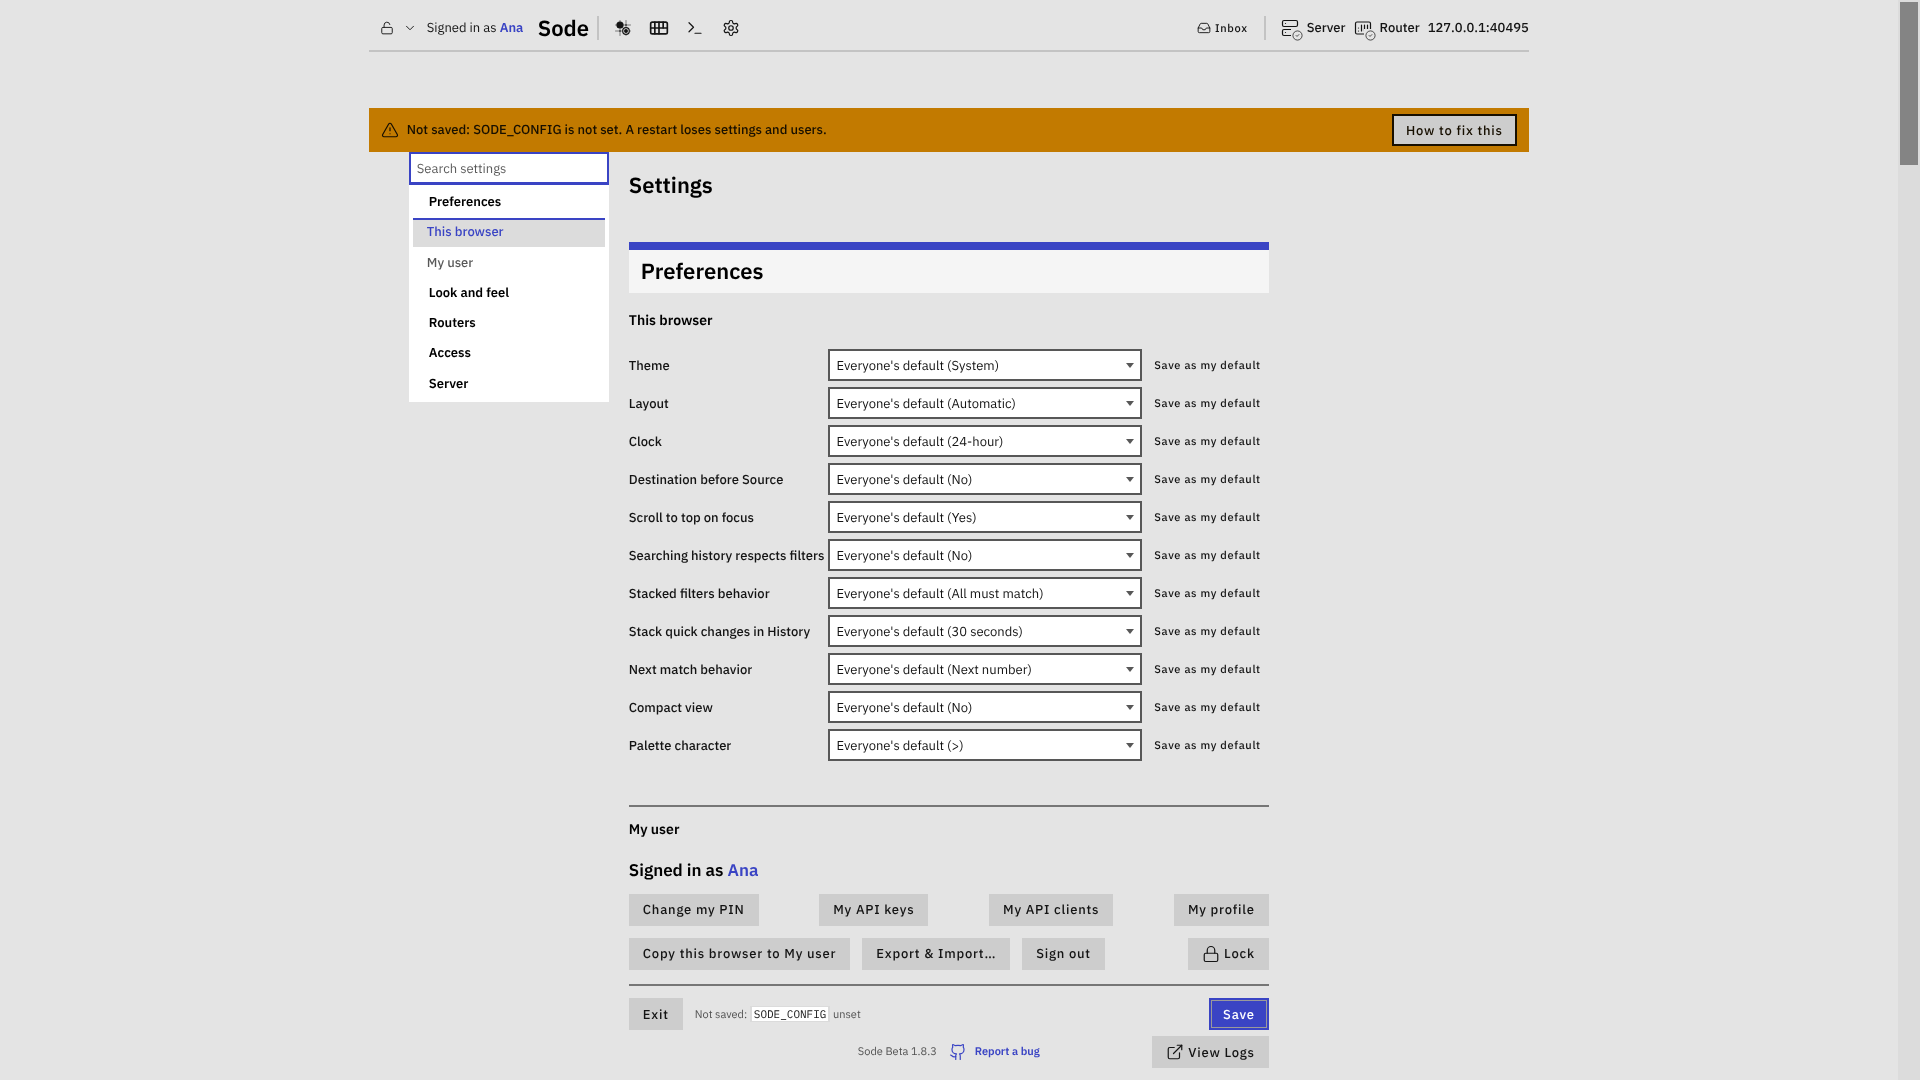 Signed in as Ana
Sode
Inbox
Server
Router
127.0.0.1:40495
Not saved: SODE_CONFIG is not set. A restart loses settings and users.
How to fix this
Search settings
Preferences
This browser
My user
Look and feel
Routers
Access
Server
Settings
Preferences
This browser
Theme
Everyone's default (System)
Save as my default
Layout
Everyone's default (Automatic)
Save as my default
Clock
Everyone's default (24-hour)
Save as my default
Destination before Source
Everyone's default (No)
Save as my default
Scroll to top on focus
Everyone's default (Yes)
Save as my default
Searching history respects filters
Everyone's default (No)
Save as my default
Stacked filters behavior
Everyone's default (All must match)
Save as my default
Stack quick changes in History
Everyone's default (30 seconds)
Save as my default
Next match behavior
Everyone's default (Next number)
Save as my default
Compact view
Everyone's default (No)
Save as my default
Palette character
Everyone's default (>)
Save as my default
My user
Signed in as Ana
Change my PIN
My API keys
My API clients
My profile
Copy this browser to My user
Export & Import...
Sign out
Lock
Exit
Not saved: SODE_CONFIG unset
Save
Sode Beta 1.8.3
Report a bug
View Logs